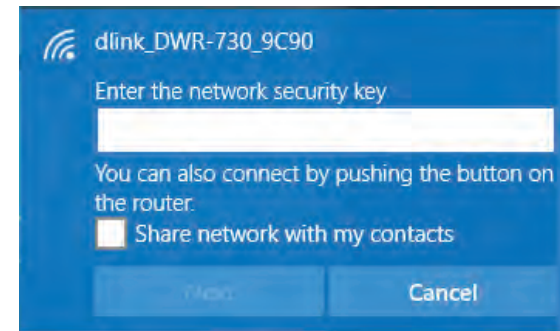 dlink_DWR-730_9C90
Enter the network security key
You can also connect by pushing the button on
the router.
Share network with my contacts
Next
Cancel